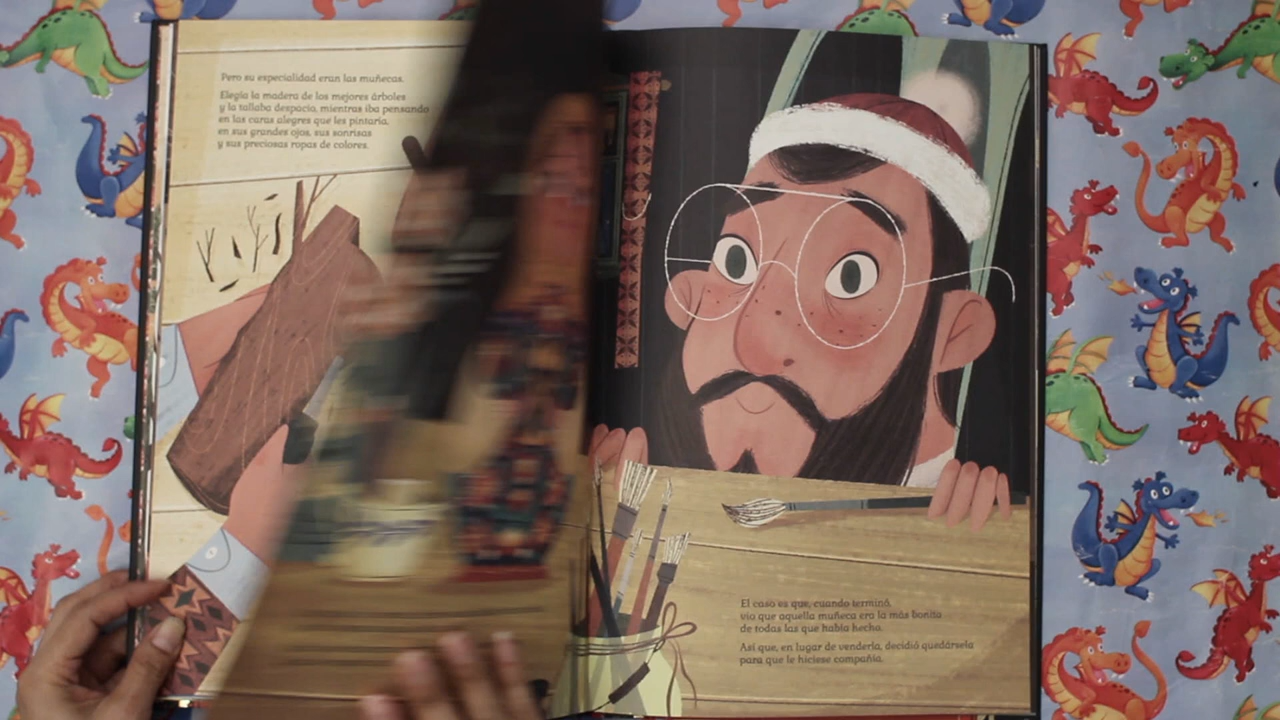 Pero su especialidad eran las muñecas.
Elegía la madera de los mejores árboles
y la tallaba despacio, mientras iba pensando
en las caras alegres que les pintaría,
en sus grandes ojos, sus sonrisas
y sus preciosas ropas de colores.
El caso es que, cuando terminó,
vio que aquella muñeca era la más bonita
de todas las que había hecho.
Así que, en lugar de venderla, decidió quedársela
para que le hiciese compañía.